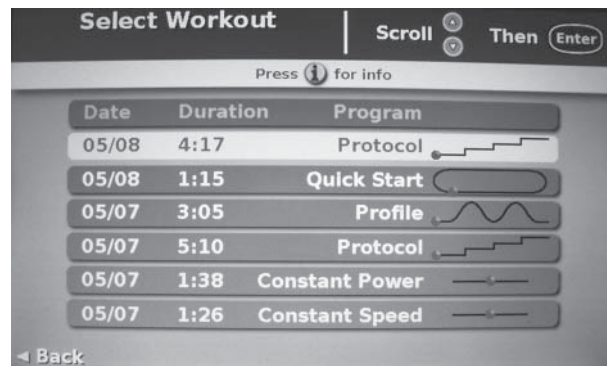 Select Workout
Scroll Then Enter
Press i for info
Date Duration Program
05/08 4:17 Protocol
05/08 1:15 Quick Start
05/07 3:05 Profile
05/07 5:10 Protocol
05/07 1:38 Constant Power
05/07 1:26 Constant Speed
Back